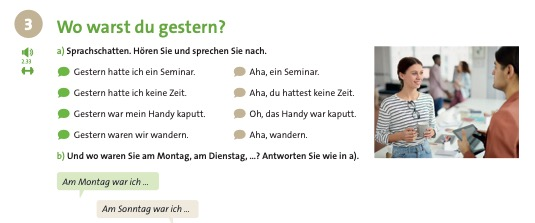 3 Wo warst du gestern?
a) Sprachschatten. Hören Sie und sprechen Sie nach.
2.33
Gestern hatte ich ein Seminar. Aha, ein Seminar.
Gestern hatte ich keine Zeit. Aha, du hattest keine Zeit.
Gestern war mein Handy kaputt. Oh, das Handy war kaputt.
Gestern waren wir wandern. Aha, wandern.
b) Und wo waren Sie am Montag, am Dienstag, ...? Antworten Sie wie in a).
Am Montag war ich ...
Am Sonntag war ich ...